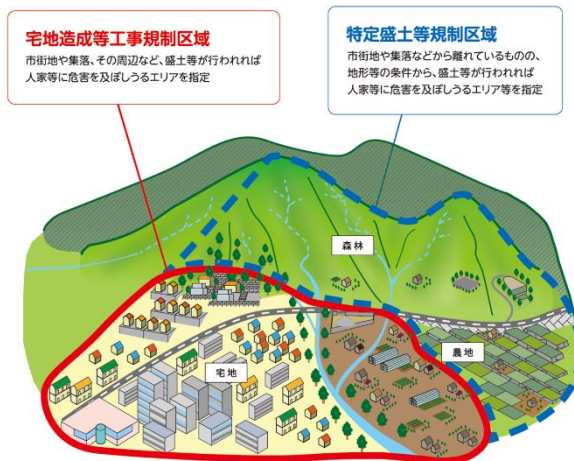 宅地造成等工事規制区域
市街地や集落、その周辺など、盛土等が行われれば
人家等に危害を及ぼしうるエリアを指定
特定盛土等規制区域
市街地や集落などから離れているものの、
地形等の条件から、盛土等が行われれば
人家等に危害を及ぼしうるエリア等を指定
森林
農地
宅地